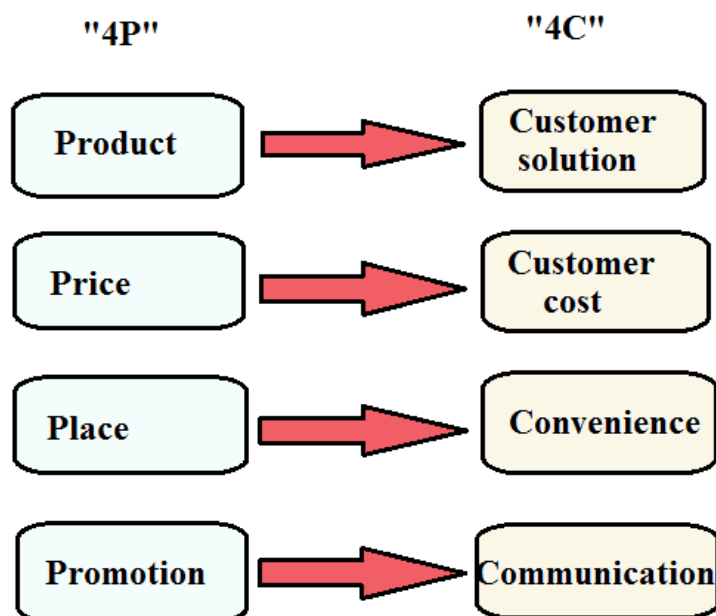 "4P"
"4C"
Product
Customer
solution
Price
Customer
cost
Place
Convenience
Promotion
Communication